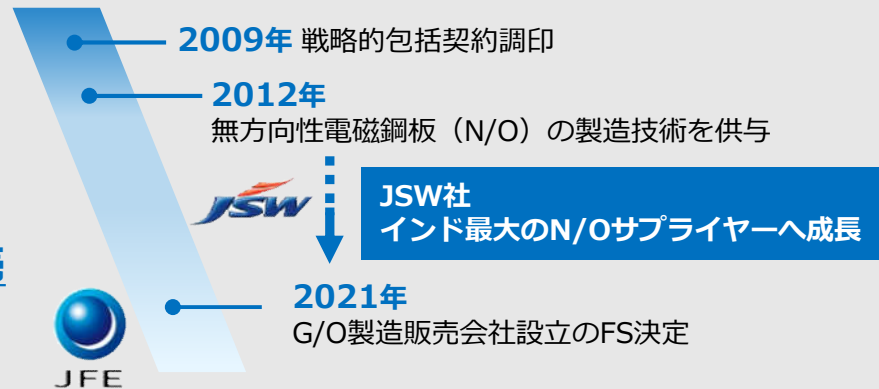 2009年 戦略的包括契約調印
2012年
無方向性電磁鋼板（N/O）の製造技術を供与
JSW
JSW社
インド最大のN/Oサプライヤーへ成長
2021年
G/O製造販売会社設立のFS決定
JFE